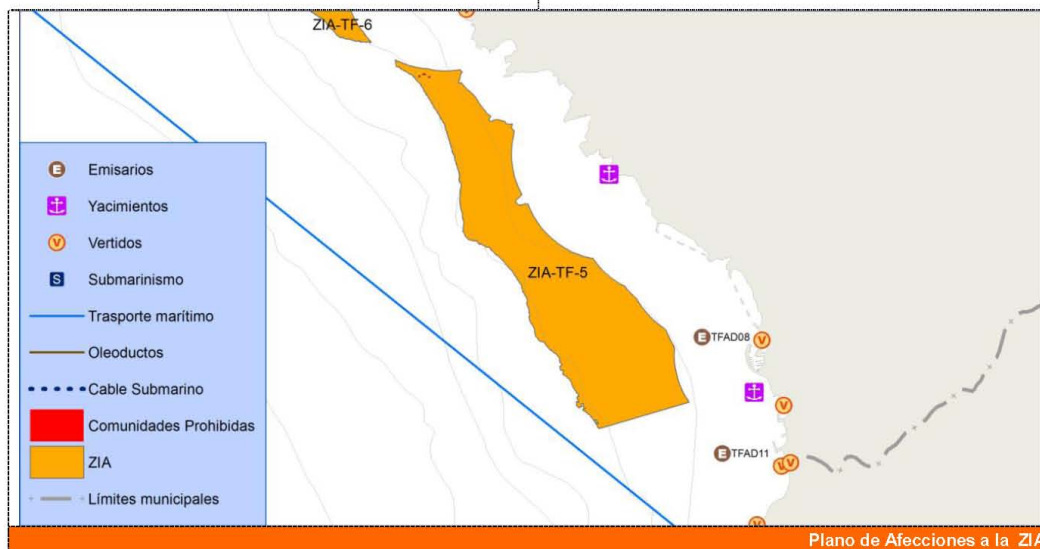 ZIA-TF-6
E Emisarios
Yacimientos
V Vertidos
S Submarinismo
Trasporte marítimo
Oleoductos
Cable Submarino
Comunidades Prohibidas
ZIA
Límites municipales
ZIA-TF-5
E TFAD08
V
V
E TFAD11
V V
V
V
Plano de Afecciones a la ZIA